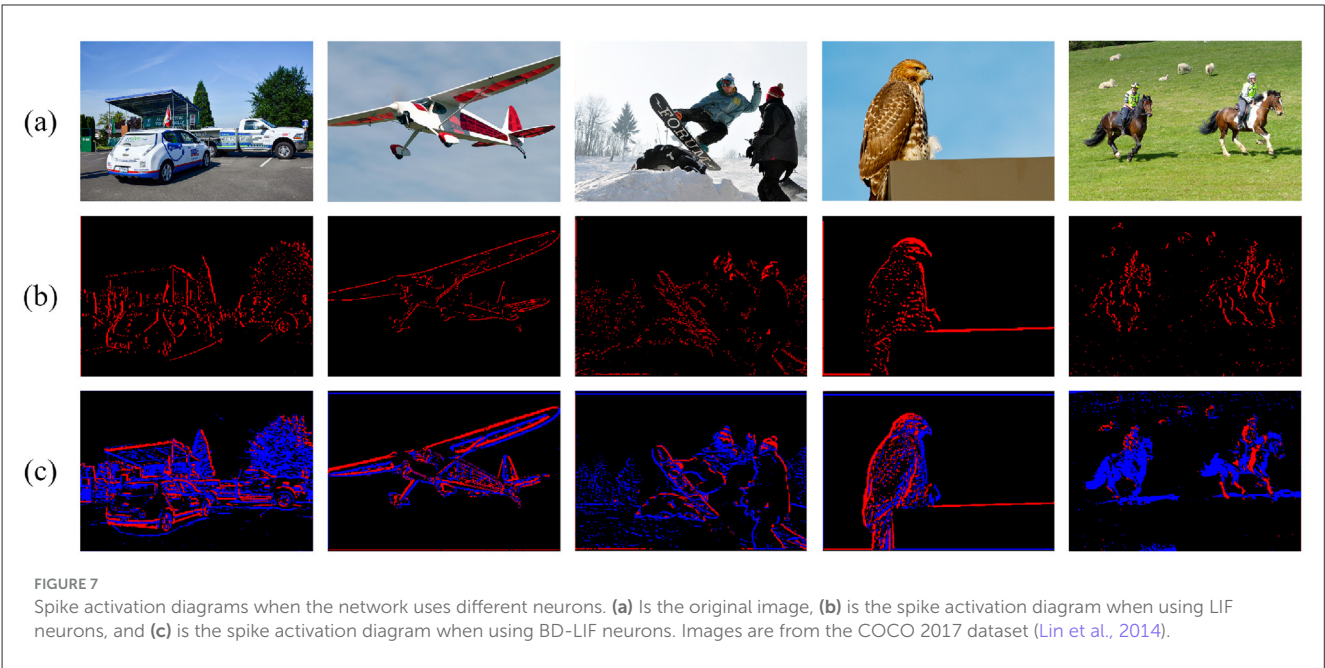 (a)
FORUM
(b)
(c)
FIGURE 7
Spike activation diagrams when the network uses different neurons. (a) Is the original image, (b) is the spike activation diagram when using LIF
neurons, and (c) is the spike activation diagram when using BD-LIF neurons. Images are from the COCO 2017 dataset (Lin et al., 2014).